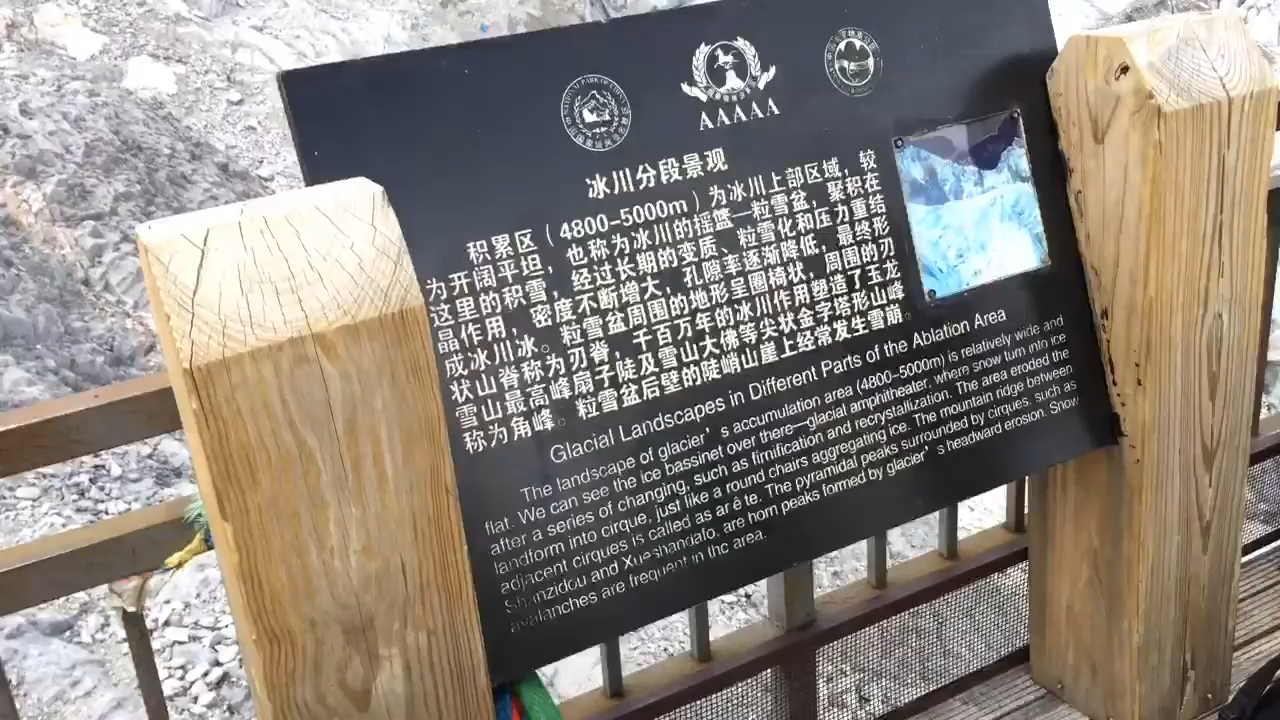 AAAAA
冰川分段景观
积累区（4800-5000m）为冰川上部区域，较
为开阔平坦，也称为冰川的摇篮—粒雪盆，聚积在
这里的积雪，经过长期的变质、粒雪化和压力重结
晶作用，密度不断增大，孔隙率逐渐降低，最终形
成冰川冰。粒雪盆周围的地形呈圈椅状，周围的刃
状山脊称为刃脊，千百万年的冰川作用塑造了玉龙
雪山最高峰扇子陡及雪山大佛等尖状金字塔形山峰
称为角峰。粒雪盆后壁的陡峭山崖上经常发生雪崩。
Glacial Landscapes in Different Parts of the Ablation Area
The landscape of glacier's accumulation area (4800-5000m) is relatively wide and
flat. We can see the ice bassinet over there—glacial amphitheater, where snow turn into ice
after a series of changing, such as firnification and recrystallization. The area eroded the
landform into cirque, just like a round chairs aggregating ice. The mountain ridge between
adjacent cirques is called as ar ê te. The pyramidal peaks surrounded by cirques, such as
Shanzidou and Xueshandafo, are horn peaks formed by glacier's headward erosion. Snow
avalanches are frequent in the area.